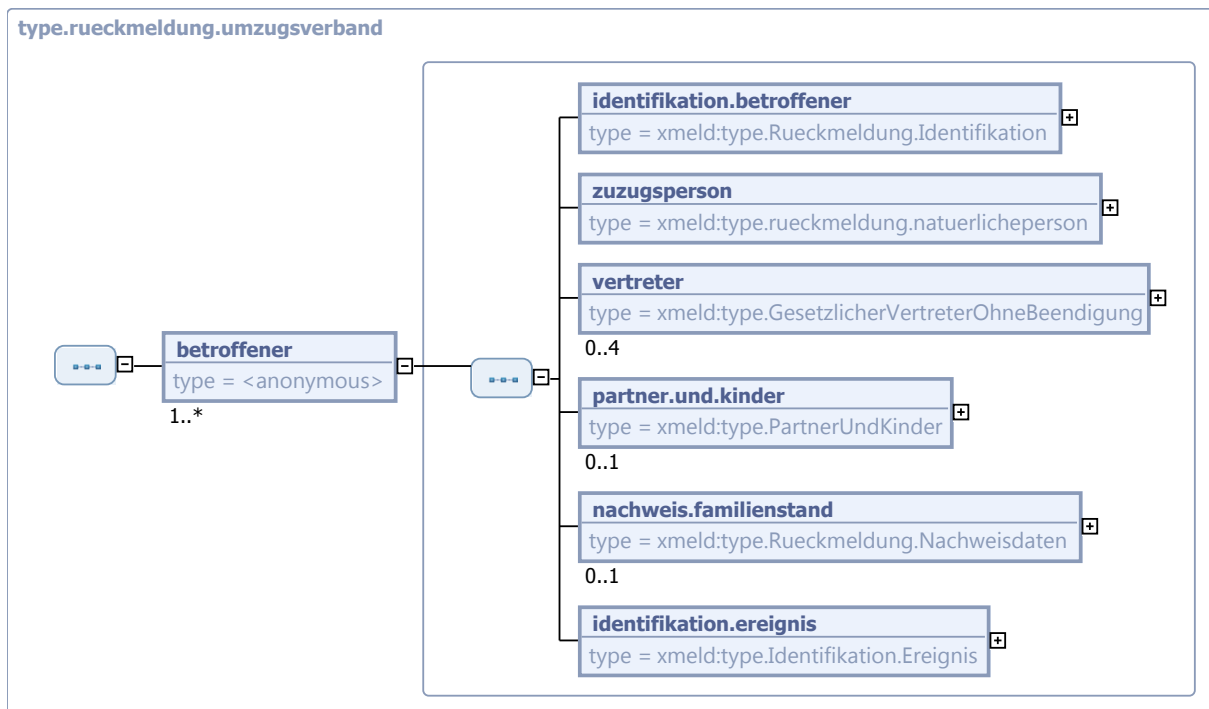 type.rueckmeldung.umzugsverband
identifikation.betroffener
type = xmeld:type.Rueckmeldung.Identifikation
zuzugsperson
type = xmeld:type.rueckmeldung.natuerlicheperson
vertreter
type = xmeld:type.GesetzlicherVertreterOhneBeendigung
0..4
betroffener
type = <anonymous>
1..*
partner.und.kinder
type = xmeld:type.PartnerUndKinder
0..1
nachweis.familienstand
type = xmeld:type.Rueckmeldung.Nachweisdaten
0..1
identifikation.ereignis
type = xmeld:type.Identifikation.Ereignis